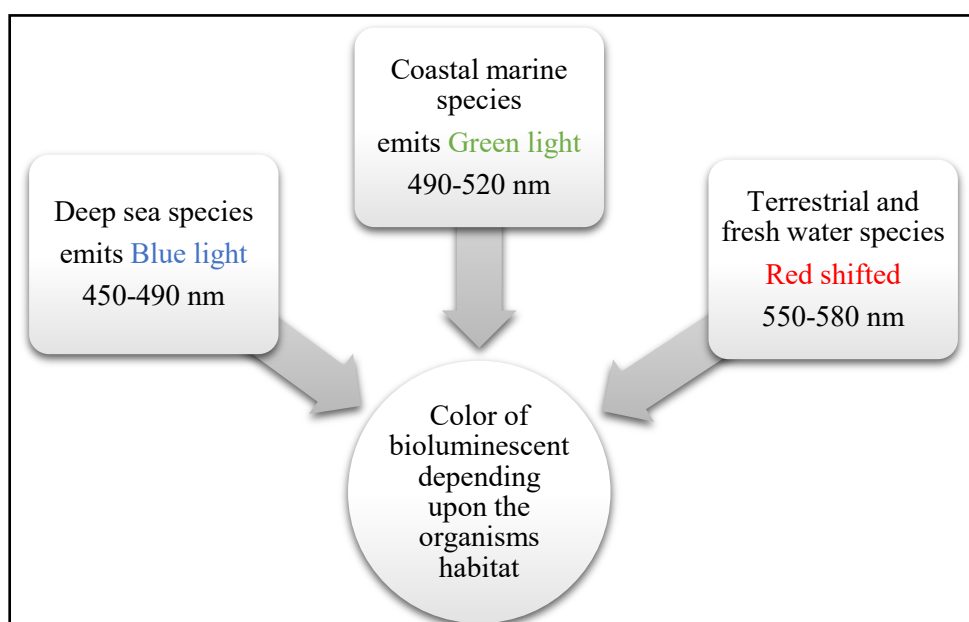 Deep sea species
emits Blue light
450-490 nm
Coastal marine
species
emits Green light
490-520 nm
Terrestrial and
fresh water species
Red shifted
550-580 nm
Color of
bioluminescent
depending
upon the
organisms
habitat